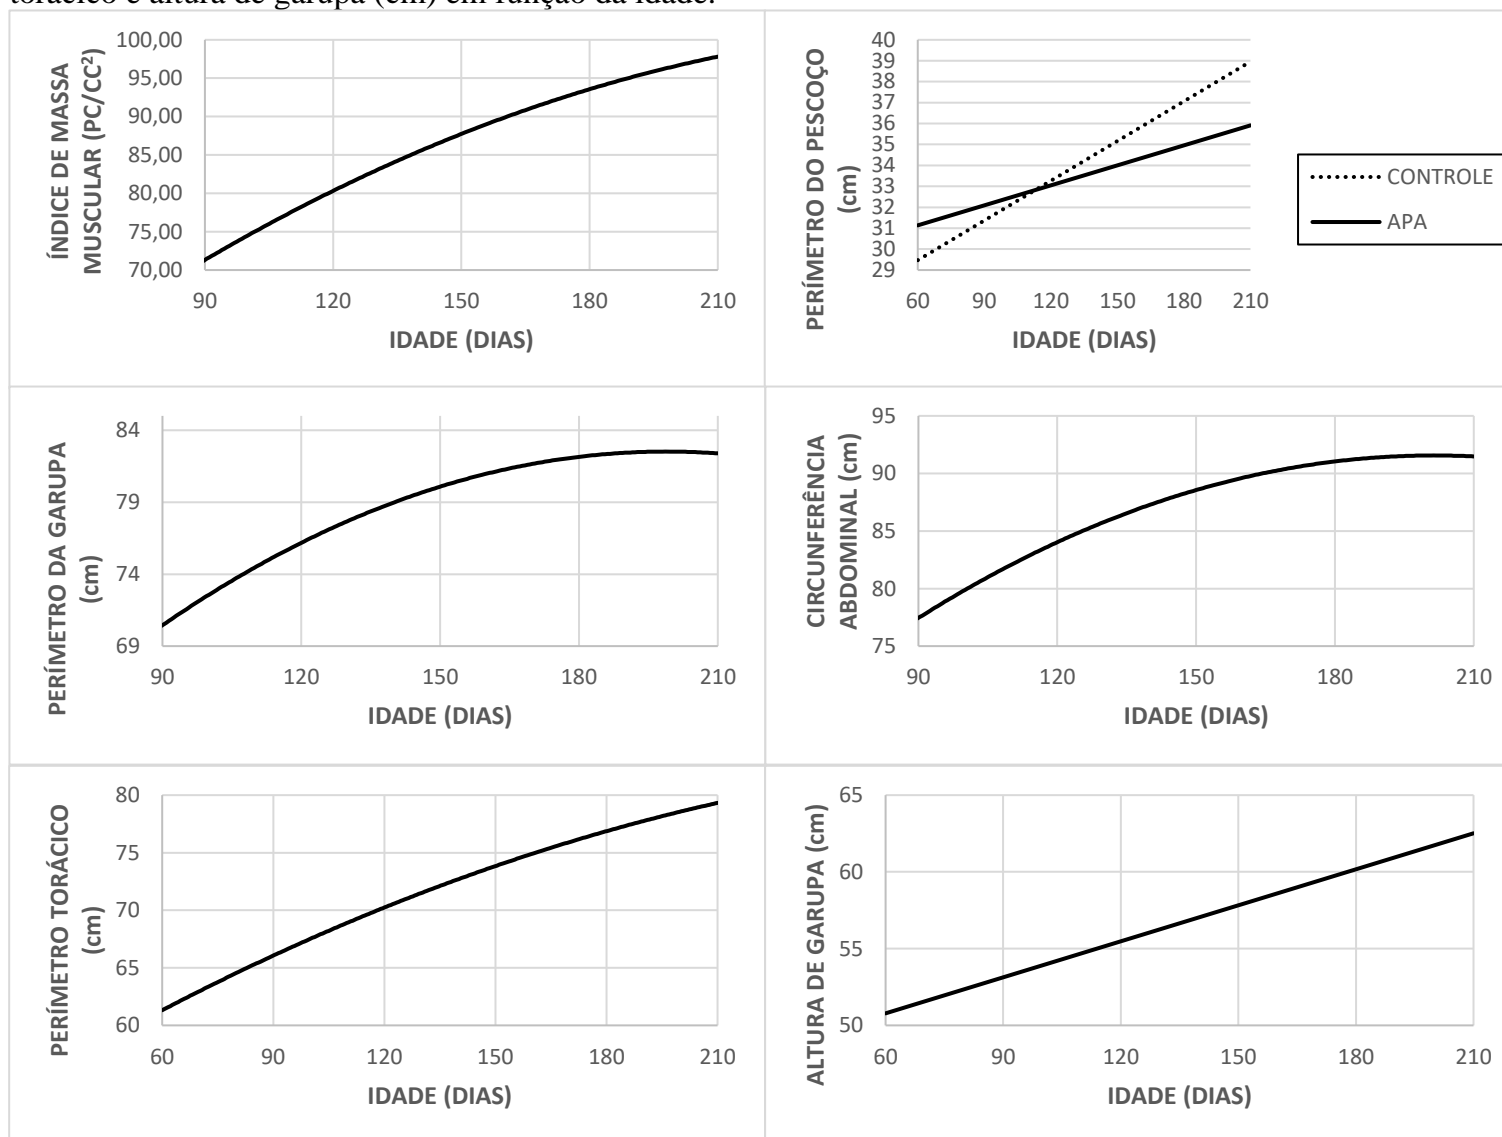 torácico e altura de garupa (cm) em função da idade.
ÍNDICE DE MASSA
MUSCULAR (PC/CC²)
100,00
95,00
90,00
85,00
80,00
75,00
70,00
90 120 150 180 210
IDADE (DIAS)
PERÍMETRO DO PESCOÇO
(cm)
40
39
38
37
36
35
34
33
32
31
30
29
60 90 120 150 180 210
IDADE (DIAS)
CONTROLE
APA
PERÍMETRO DA GARUPA
(cm)
84
79
74
69
90 120 150 180 210
IDADE (DIAS)
CIRCUNFERÊNCIA
ABDOMINAL (cm)
95
90
85
80
75
90 120 150 180 210
IDADE (DIAS)
PERÍMETRO TORÁCICO
(cm)
80
75
70
65
60
60 90 120 150 180 210
IDADE (DIAS)
ALTURA DE GARUPA (cm)
65
60
55
50
60 90 120 150 180 210
IDADE (DIAS)